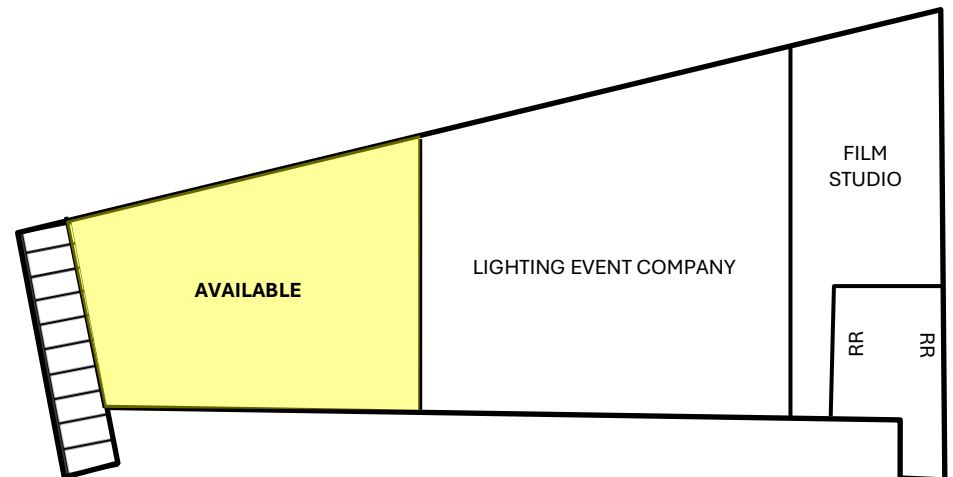 FILM
STUDIO
LIGHTING EVENT COMPANY
AVAILABLE
RR
RR